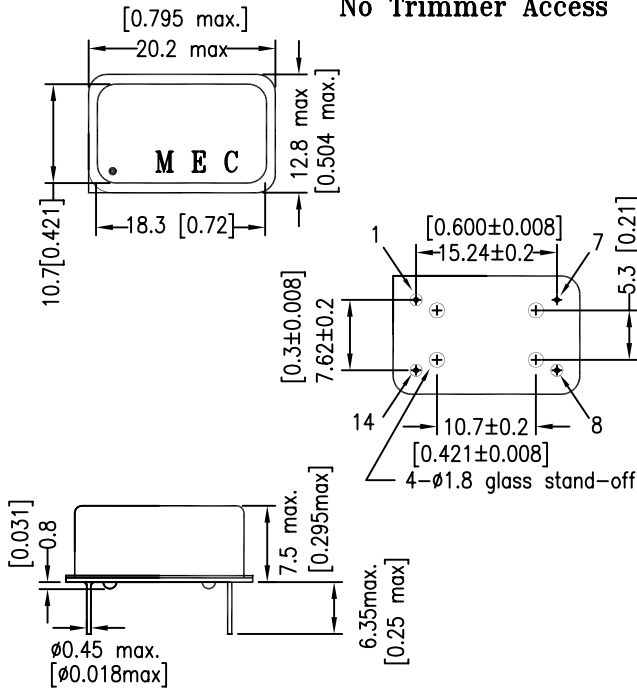 No Trimmer Access
[0.795 max.]
20.2 max
12.8 max
[0.504 max.]
M E C
10.7[0.421]
18.3 [0.72]
1
[0.600±0.008]
15.24±0.2
7
5.3 [0.21]
[0.3±0.008]
7.62±0.2
14
10.7±0.2
8
[0.421±0.008]
4-ø1.8 glass stand-off
[0.031]
0.8
7.5 max.
[0.295max]
6.35max.
[0.25 max]
ø0.45 max.
[ø0.018max]